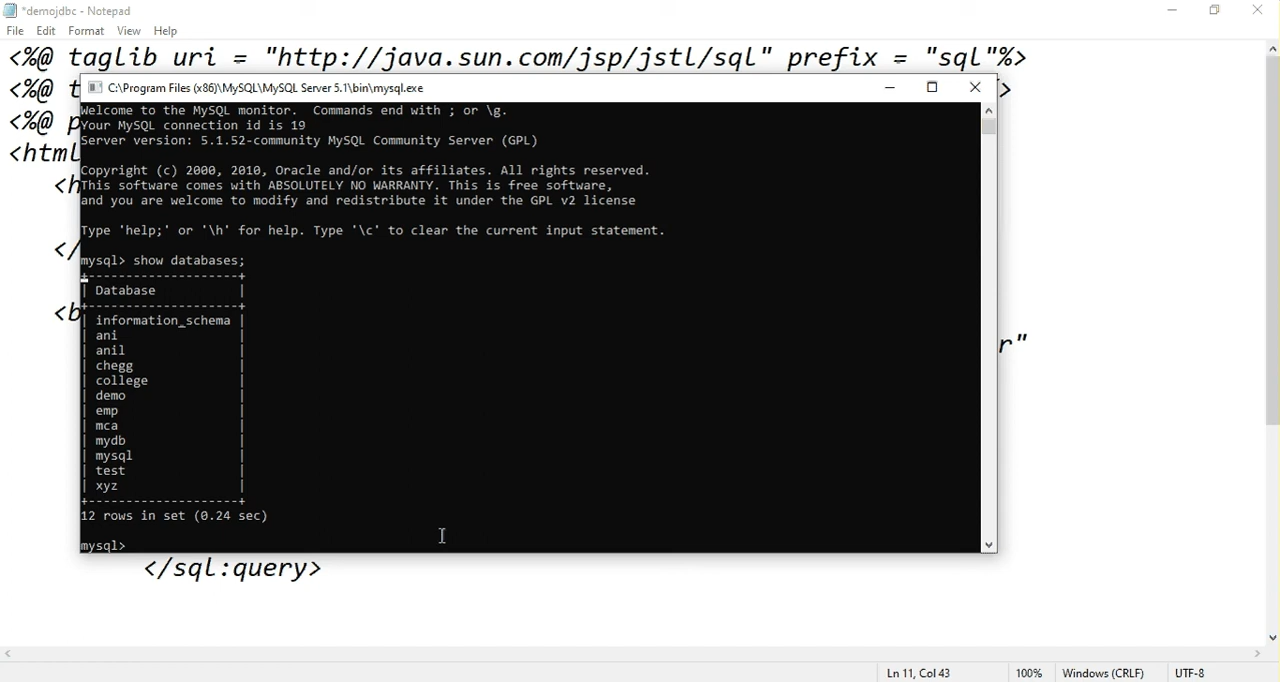 *demojdbc - Notepad
File Edit Format View Help
<%@ taglib uri = "http://java.sun.com/jsp/jstl/sql" prefix = "sql"%>
<%@ t
>
<%@ p
<html
<h
</
<b
r"
C:\Program Files (x86)\MySQL\MySQL Server 5.1\bin\mysql.exe
Welcome to the MySQL monitor.  Commands end with ; or \g.
Your MySQL connection id is 19
Server version: 5.1.52-community MySQL Community Server (GPL)
Copyright (c) 2000, 2010, Oracle and/or its affiliates. All rights reserved.
This software comes with ABSOLUTELY NO WARRANTY. This is free software,
and you are welcome to modify and redistribute it under the GPL v2 license
Type 'help;' or '\h' for help. Type '\c' to clear the current input statement.
mysql> show databases;
+--------------------+
| Database           |
+--------------------+
| information_schema |
| ani                |
| anil               |
| chegg              |
| college            |
| demo               |
| emp                |
| mca                |
| mydb               |
| mysql              |
| test               |
| xyz                |
+--------------------+
12 rows in set (0.24 sec)
mysql>
</sql:query>
Ln 11, Col 43 100% Windows (CRLF) UTF-8